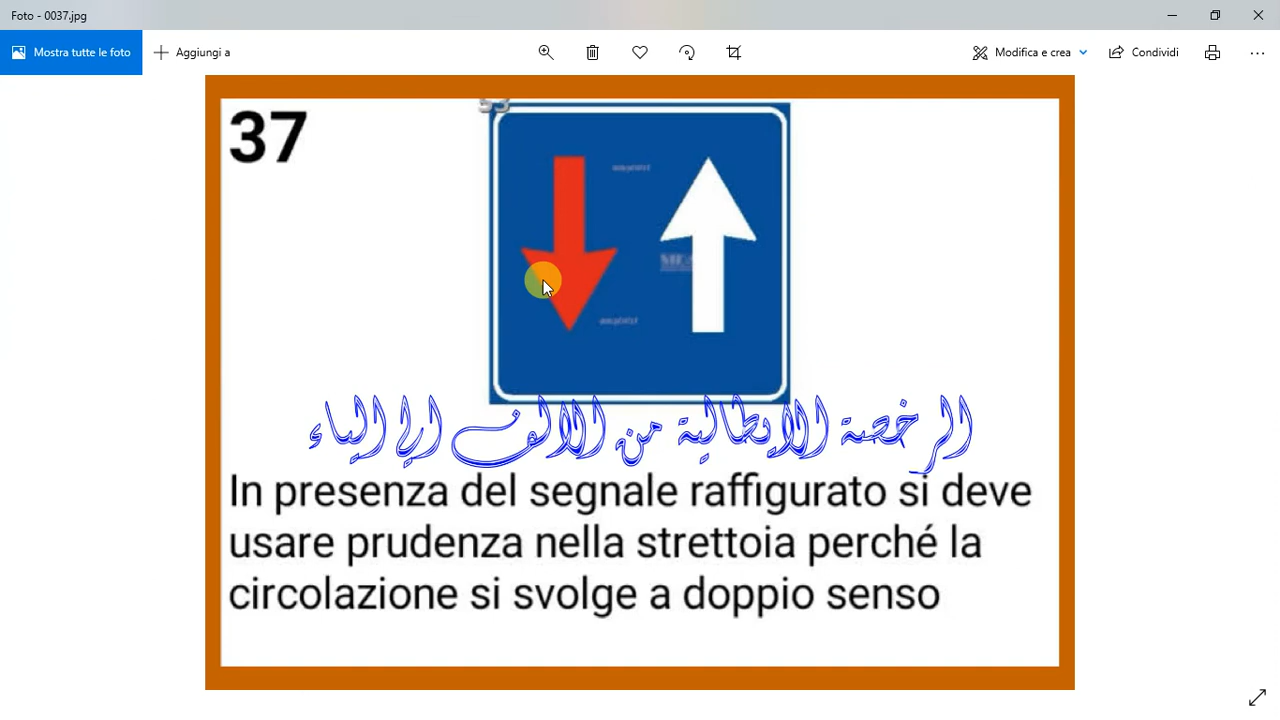 Foto - 0037.jpg
Mostra tutte le foto
Aggiungi a
Modifica e crea
Condividi
37
الرخصة الايطالية من الالف الي الياء
In presenza del segnale raffigurato si deve
usare prudenza nella strettoia perché la
circolazione si svolge a doppio senso